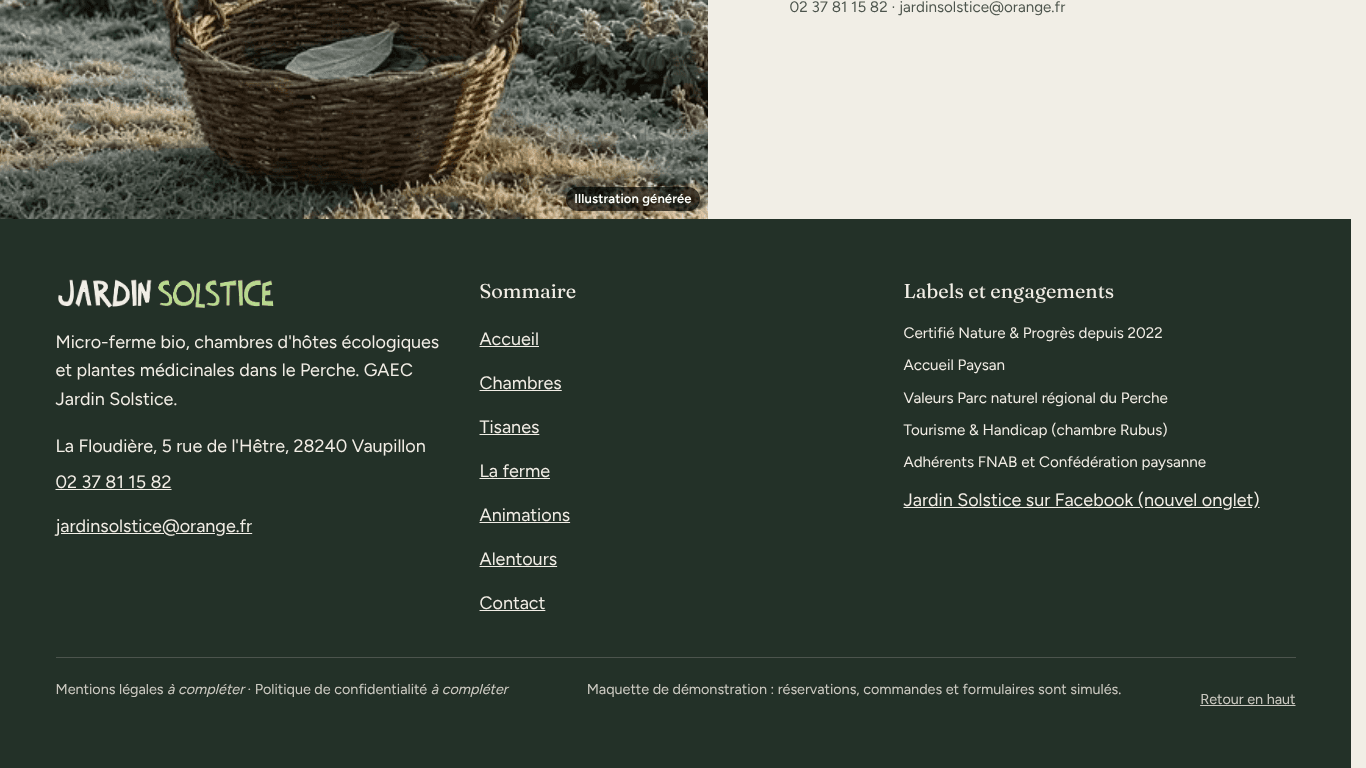 02 37 81 15 82 · jardinsolstice@orange.fr
Illustration générée
JARDIN SOLSTICE
Micro-ferme bio, chambres d'hôtes écologiques
et plantes médicinales dans le Perche. GAEC
Jardin Solstice.
La Floudière, 5 rue de l'Hêtre, 28240 Vaupillon
02 37 81 15 82
jardinsolstice@orange.fr
Sommaire
Accueil
Chambres
Tisanes
La ferme
Animations
Alentours
Contact
Labels et engagements
Certifié Nature & Progrès depuis 2022
Accueil Paysan
Valeurs Parc naturel régional du Perche
Tourisme & Handicap (chambre Rubus)
Adhérents FNAB et Confédération paysanne
Jardin Solstice sur Facebook (nouvel onglet)
Mentions légales à compléter · Politique de confidentialité à compléter
Maquette de démonstration : réservations, commandes et formulaires sont simulés.
Retour en haut